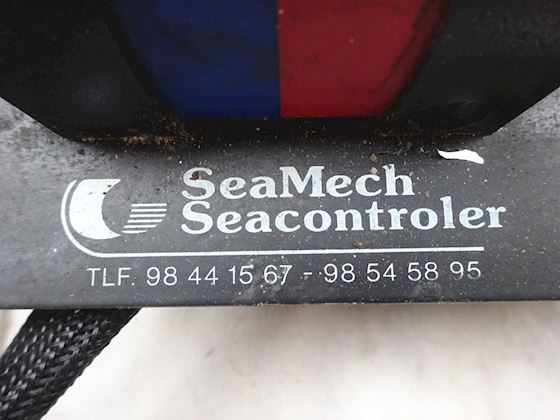 SeaMech
Seacontroler
TLF. 98 44 15 67 - 98 54 58 95